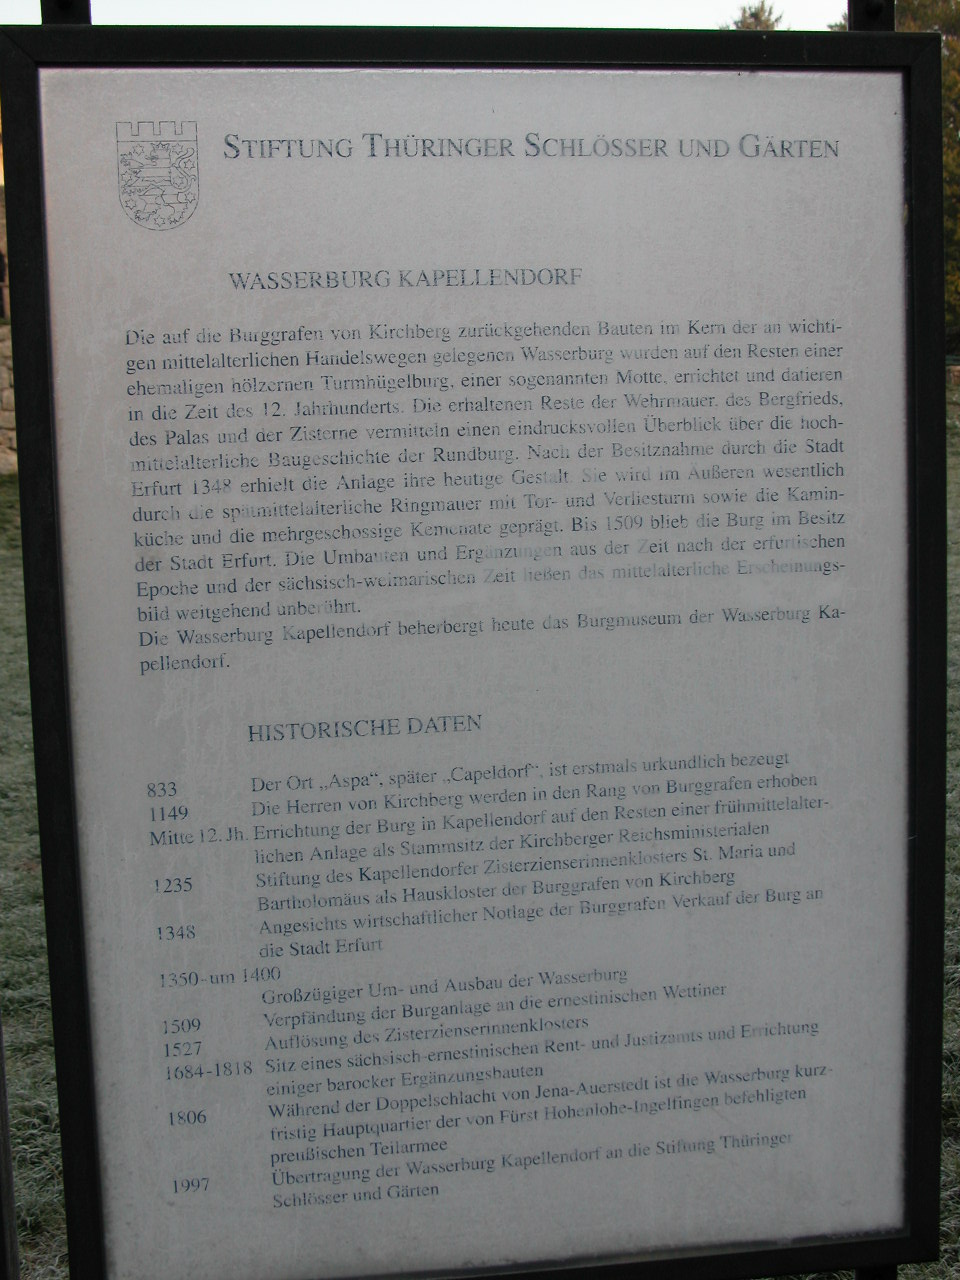 STIFTUNG THÜRINGER SCHLÖSSER UND GÄRTEN
WASSERBURG KAPELLENDORF
Die auf die Burggrafen von Kirchberg zurückgehenden Bauten im Kern der an wichti-
gen mittelalterlichen Handelswegen gelegenen Wasserburg wurden auf den Resten einer
ehemaligen hölzernen Turmhügelburg, einer sogenannten Motte, errichtet und datieren
in die Zeit des 12. Jahrhunderts. Die erhaltenen Reste der Wehrmauer, des Bergfrieds,
des Palas und der Zisterne vermitteln einen eindrucksvollen Überblick über die hoch-
mittelalterliche Baugeschichte der Rundburg. Nach der Besitznahme durch die Stadt
Erfurt 1348 erhielt die Anlage ihre heutige Gestalt. Sie wird im Äußeren wesentlich
durch die spätmittelalterliche Ringmauer mit Tor- und Verliesturm sowie die Kamin-
küche und die mehrgeschossige Kemenate geprägt. Bis 1509 blieb die Burg im Besitz
der Stadt Erfurt. Die Umbauten und Ergänzungen aus der Zeit nach der erfurtischen
Epoche und der sächsisch-weimarischen Zeit ließen das mittelalterliche Erscheinungs-
bild weitgehend unberührt.
Die Wasserburg Kapellendorf beherbergt heute das Burgmuseum der Wasserburg Ka-
pellendorf.
HISTORISCHE DATEN
833 Der Ort „Aspa“, später „Capeldorf“, ist erstmals urkundlich bezeugt
1149 Die Herren von Kirchberg werden in den Rang von Burggrafen erhoben
Mitte 12. Jh. Errichtung der Burg in Kapellendorf auf den Resten einer frühmittelalter-
lichen Anlage als Stammsitz der Kirchberger Reichsministerialen
1235 Stiftung des Kapellendorfer Zisterzienserinnenklosters St. Maria und
Bartholomäus als Hauskloster der Burggrafen von Kirchberg
1348 Angesichts wirtschaftlicher Notlage der Burggrafen Verkauf der Burg an
die Stadt Erfurt
1350-um 1400
Großzügiger Um- und Ausbau der Wasserburg
1509 Verpfändung der Burganlage an die ernestinischen Wettiner
1527 Auflösung des Zisterzienserinnenklosters
1684-1818 Sitz eines sächsisch-ernestinischen Rent- und Justizamts und Errichtung
einiger barocker Ergänzungsbauten
1806 Während der Doppelschlacht von Jena-Auerstedt ist die Wasserburg kurz-
fristig Hauptquartier der von Fürst Hohenlohe-Ingelfingen befehligten
preußischen Teilarmee
1997 Übertragung der Wasserburg Kapellendorf an die Stiftung Thüringer
Schlösser und Gärten